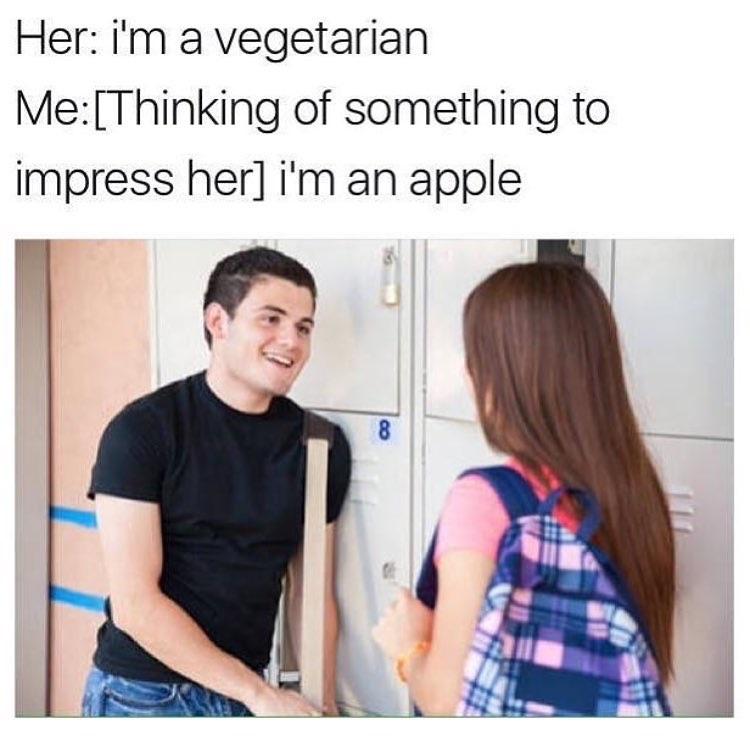 Her: i'm a vegetarian
Me:[Thinking of something to
impress her] i'm an apple
8